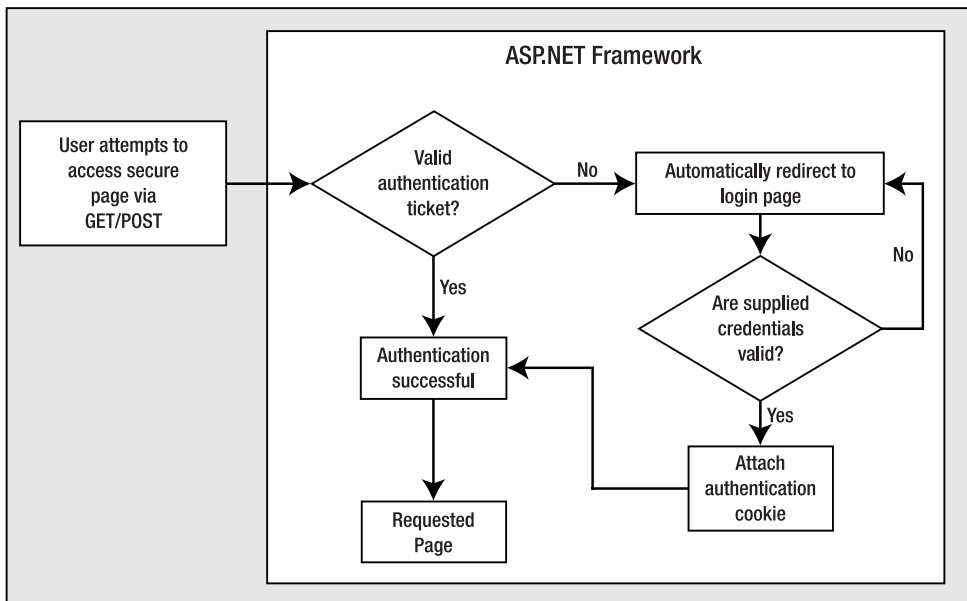 ASP.NET Framework
User attempts to
access secure
page via
GET/POST
Valid
authentication
ticket?
No
Automatically redirect to
login page
No
Yes
Are supplied
credentials
valid?
Authentication
successful
Yes
Attach
authentication
cookie
Requested
Page